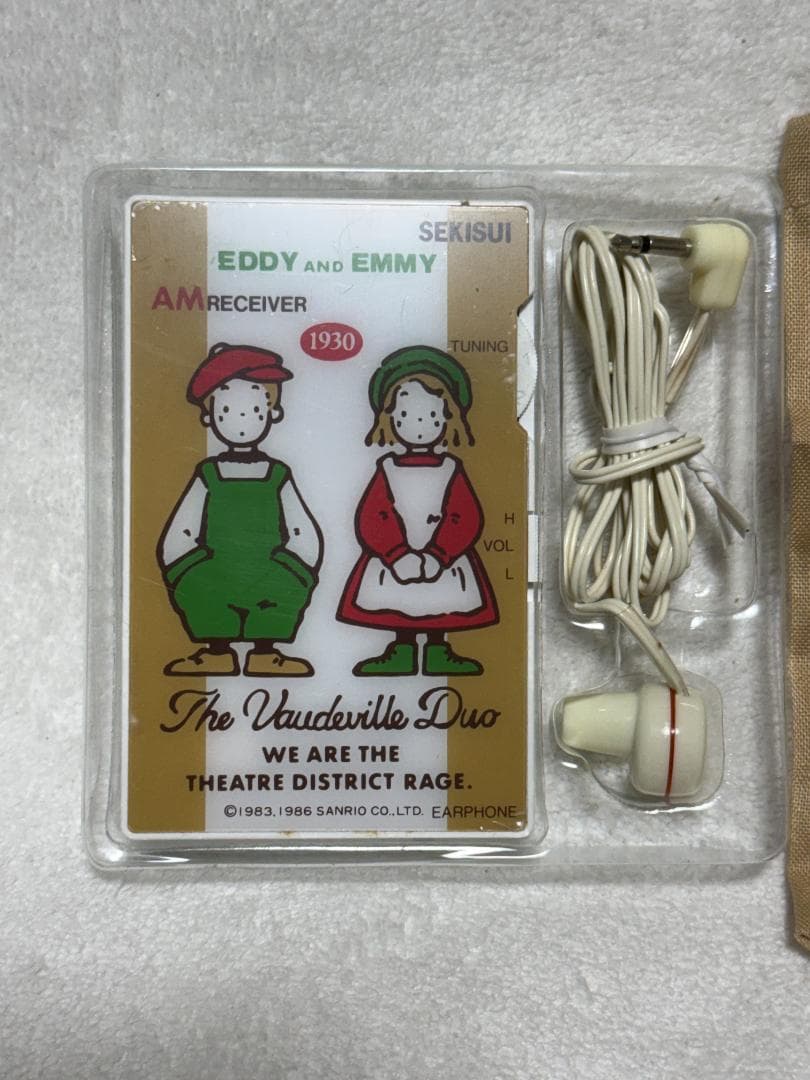 SEKISUI
EDDY AND EMMY
AM RECEIVER
1930
TUNING
H
VOL
L
The Vaudeville Duo
WE ARE THE
THEATRE DISTRICT RAGE.
©1983,1986 SANRIO CO.,LTD. EARPHONE